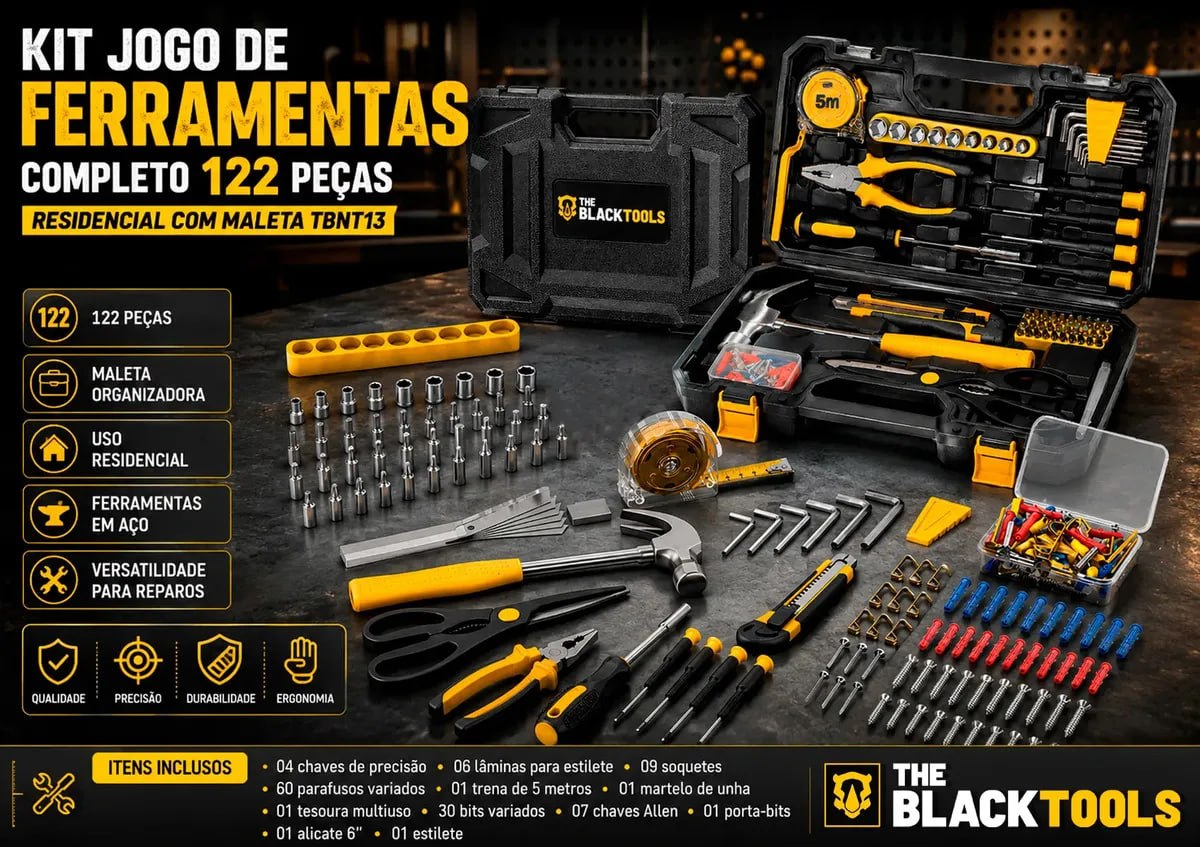 KIT JOGO DE
FERRAMENTAS
COMPLETO 122 PEÇAS
RESIDENCIAL COM MALETA TBNT13
THE
BLACKTOOLS
5m
122
122 PEÇAS
MALETA
ORGANIZADORA
USO
RESIDENCIAL
FERRAMENTAS
EM AÇO
VERSATILIDADE
PARA REPAROS
QUALIDADE
PRECISÃO
DURABILIDADE
ERGONOMIA
ITENS INCLUSOS
• 04 chaves de precisão • 06 lâminas para estilete • 09 soquetes
• 60 parafusos variados • 01 trena de 5 metros • 01 martelo de unha
• 01 tesoura multiuso • 30 bits variados • 07 chaves Allen • 01 porta-bits
• 01 alicate 6" • 01 estilete
THE
BLACKTOOLS